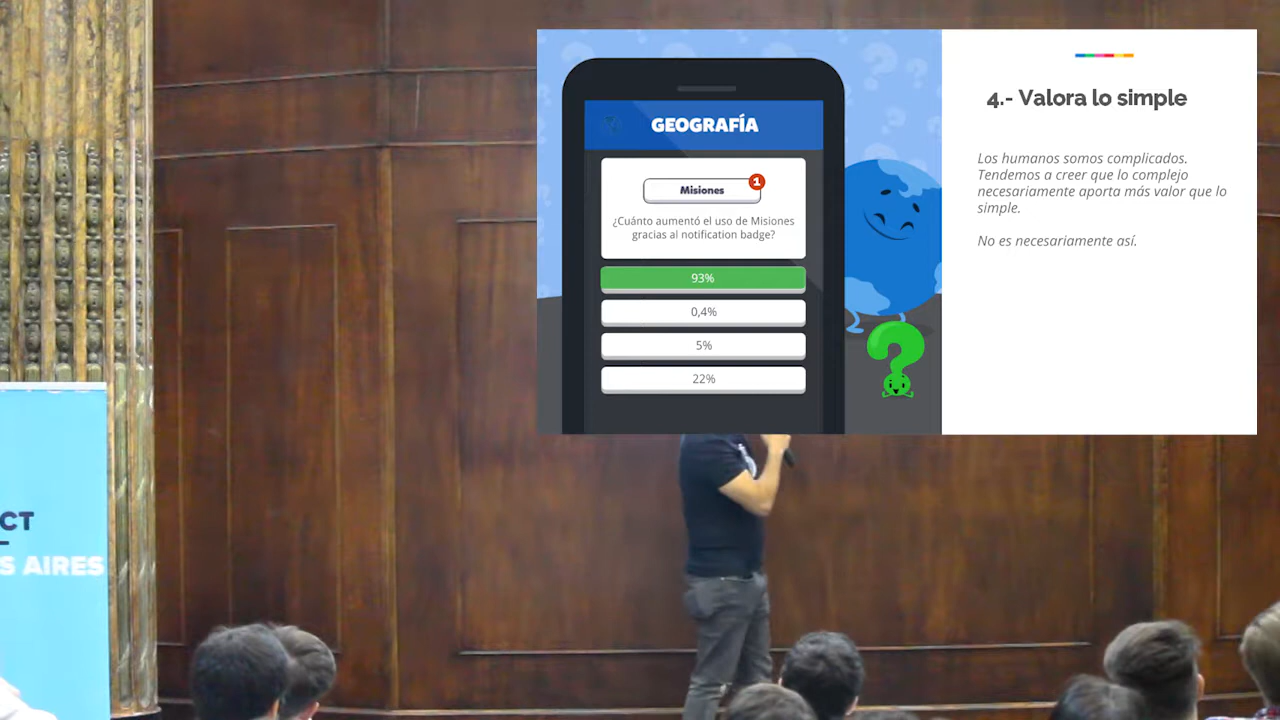 GEOGRAFÍA
Misiones
1
¿Cuánto aumentó el uso de Misiones
gracias al notification badge?
93%
0,4%
5%
22%
4.- Valora lo simple
Los humanos somos complicados.
Tendemos a creer que lo complejo
necesariamente aporta más valor que lo
simple.
No es necesariamente así.
CT
S AIRES